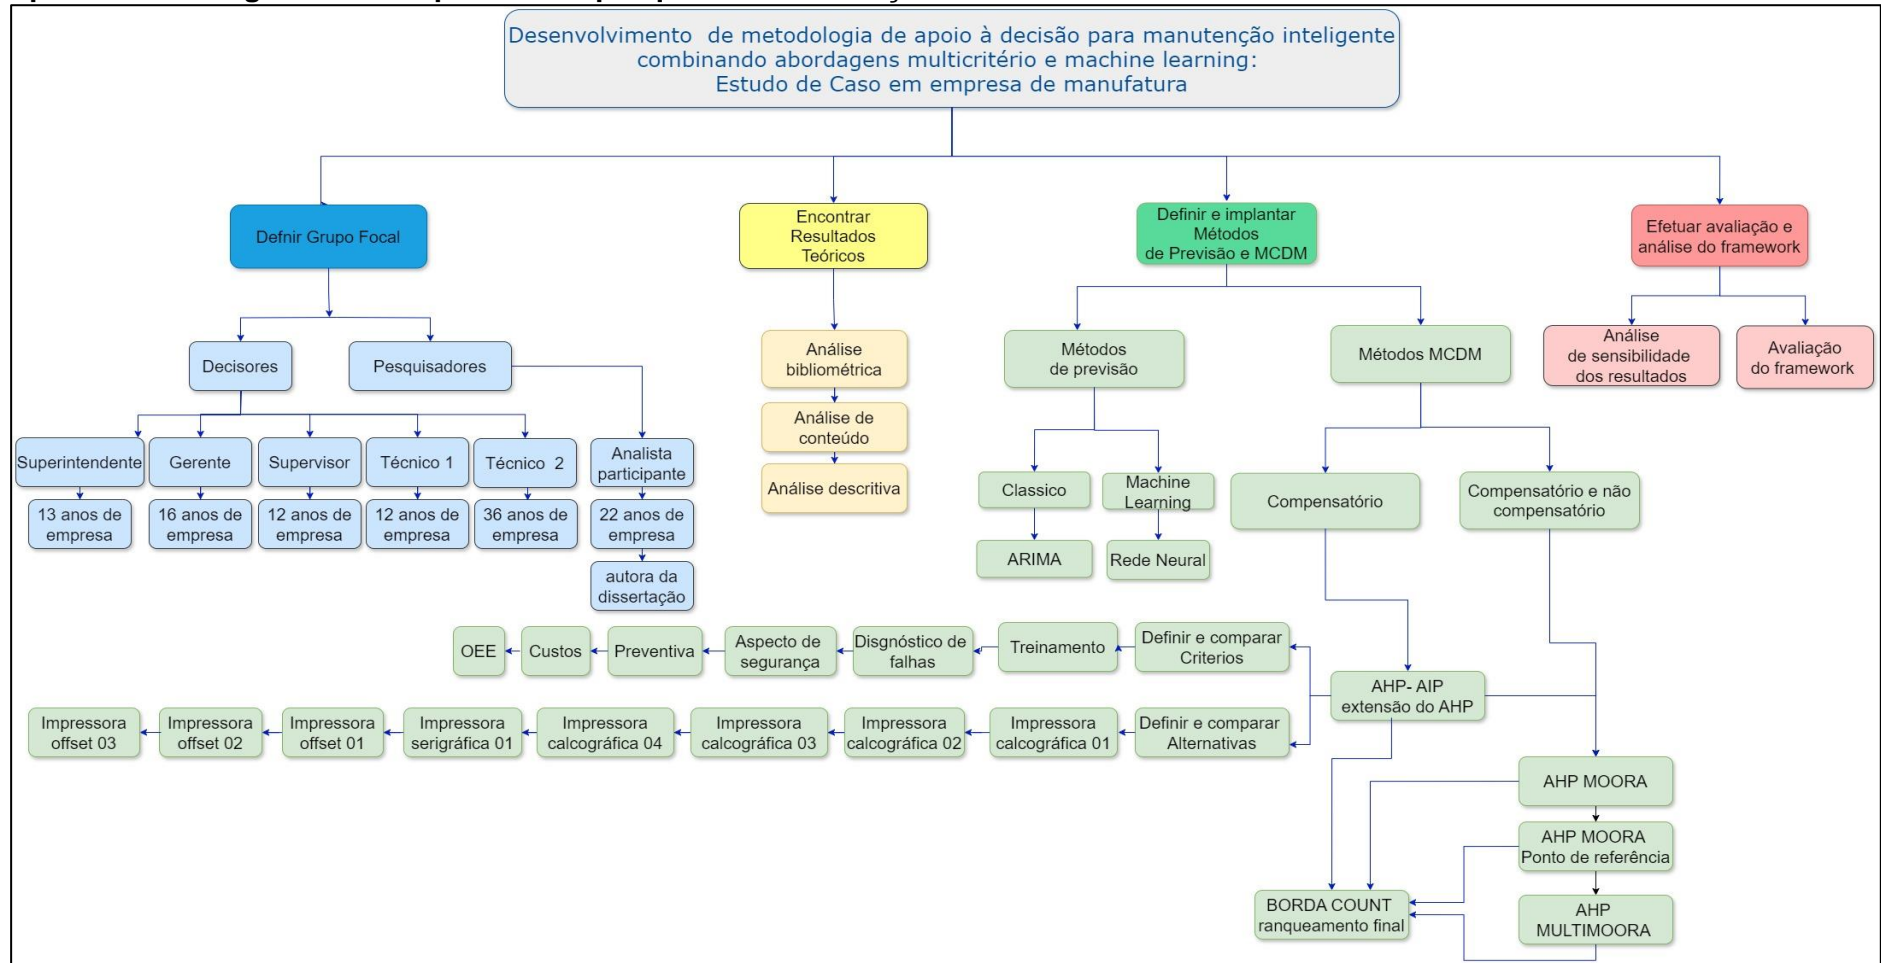 Desenvolvimento de metodologia de apoio à decisão para manutenção inteligente
combinando abordagens multicritério e machine learning:
Estudo de Caso em empresa de manufatura
Defnir Grupo Focal
Encontrar
Resultados
Teóricos
Definir e implantar
Métodos
de Previsão e MCDM
Efetuar avaliação e
análise do framework
Decisores
Pesquisadores
Análise
bibliométrica
Métodos
de previsão
Métodos MCDM
Análise
de sensibilidade
dos resultados
Avaliação
do framework
Análise de
conteúdo
Superintendente
Gerente
Supervisor
Técnico 1
Técnico 2
Analista
participante
Análise descritiva
Classico
Machine
Learning
Compensatório
Compensatório e não
compensatório
13 anos de
empresa
16 anos de
empresa
12 anos de
empresa
12 anos de
empresa
36 anos de
empresa
22 anos de
empresa
ARIMA
Rede Neural
autora da
dissertação
OEE
Custos
Preventiva
Aspecto de
segurança
Disgnóstico de
falhas
Treinamento
Definir e comparar
Criterios
AHP- AIP
extensão do AHP
Impressora
offset 03
Impressora
offset 02
Impressora
offset 01
Impressora
serigráfica 01
Impressora
calcográfica 04
Impressora
calcográfica 03
Impressora
calcográfica 02
Impressora
calcográfica 01
Definir e comparar
Alternativas
AHP MOORA
AHP MOORA
Ponto de referência
BORDA COUNT
ranqueamento final
AHP
MULTIMOORA